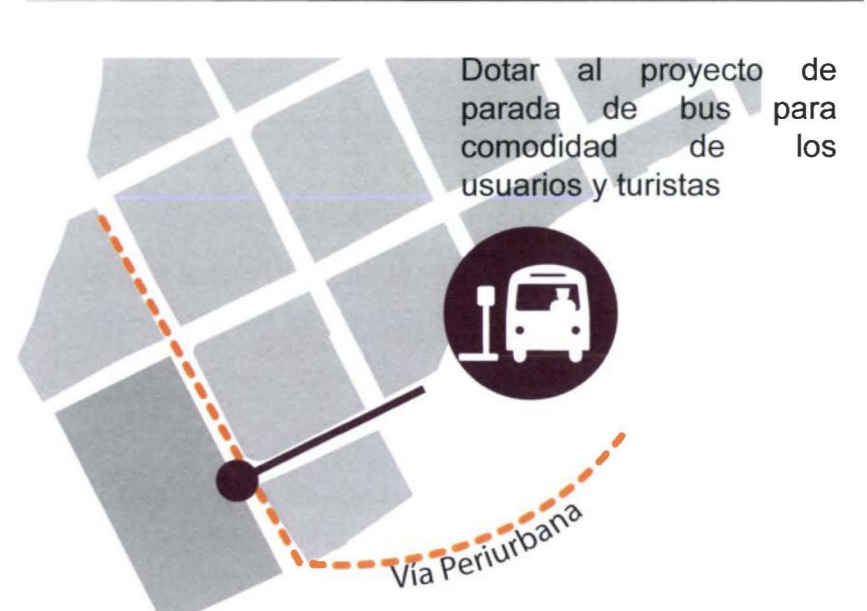 Dotar al proyecto de
parada de bus para
comodidad de los
usuarios y turistas
Vía Periurbana